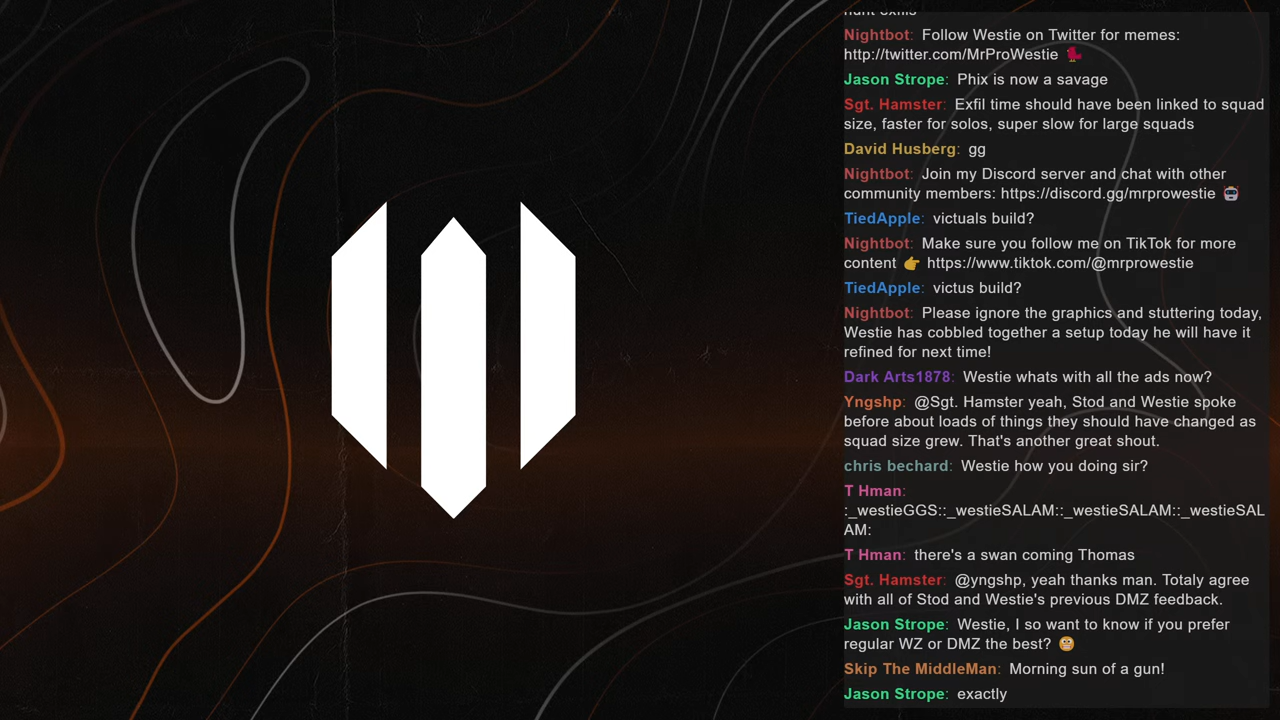 hunt exfils
Nightbot: Follow Westie on Twitter for memes:
http://twitter.com/MrProWestie
Jason Strope: Phix is now a savage
Sgt. Hamster: Exfil time should have been linked to squad
size, faster for solos, super slow for large squads
David Husberg: gg
Nightbot: Join my Discord server and chat with other
community members: https://discord.gg/mrprowestie 🤖
TiedApple: victuals build?
Nightbot: Make sure you follow me on TikTok for more
content 👉 https://www.tiktok.com/@mrprowestie
TiedApple: victus build?
Nightbot: Please ignore the graphics and stuttering today,
Westie has cobbled together a setup today he will have it
refined for next time!
Dark Arts1878: Westie whats with all the ads now?
Yngshp: @Sgt. Hamster yeah, Stod and Westie spoke
before about loads of things they should have changed as
squad size grew. That's another great shout.
chris bechard: Westie how you doing sir?
T Hman:
:_westieGGS::_westieSALAM::_westieSALAM::_westieSAL
AM:
T Hman: there's a swan coming Thomas
Sgt. Hamster: @yngshp, yeah thanks man. Totaly agree
with all of Stod and Westie's previous DMZ feedback.
Jason Strope: Westie, I so want to know if you prefer
regular WZ or DMZ the best? 😬
Skip The MiddleMan: Morning sun of a gun!
Jason Strope: exactly